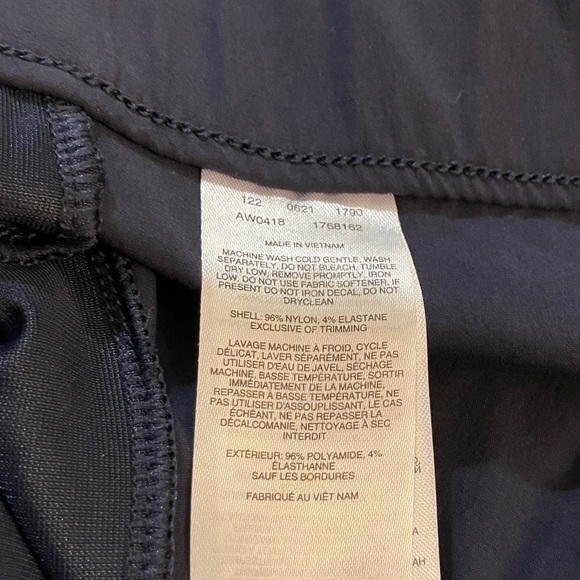 122 0621 1790
AW0418 1768162
MADE IN VIETNAM
MACHINE WASH COLD GENTLE, WASH
SEPARATELY, DO NOT BLEACH, TUMBLE
DRY LOW, REMOVE PROMPTLY, IRON
LOW, DO NOT USE FABRIC SOFTENER, IF
PRESENT DO NOT IRON DECAL, DO NOT
DRYCLEAN
SHELL: 96% NYLON, 4% ELASTANE
EXCLUSIVE OF TRIMMING
LAVAGE MACHINE À FROID, CYCLE
DÉLICAT, LAVER SÉPARÉMENT, NE PAS
UTILISER D'EAU DE JAVEL, SÉCHAGE
MACHINE, BASSE TEMPÉRATURE, SORTIR
IMMÉDIATEMENT DE LA MACHINE,
REPASSER À BASSE TEMPÉRATURE, NE
PAS UTILISER D'ASSOUPLISSANT, LE CAS
ÉCHÉANT, NE PAS REPASSER LA
DÉCALCOMANIE, NETTOYAGE À SEC
INTERDIT
EXTÉRIEUR: 96% POLYAMIDE, 4%
ÉLASTHANNE
SAUF LES BORDURES
FABRIQUÉ AU VIÊT NAM